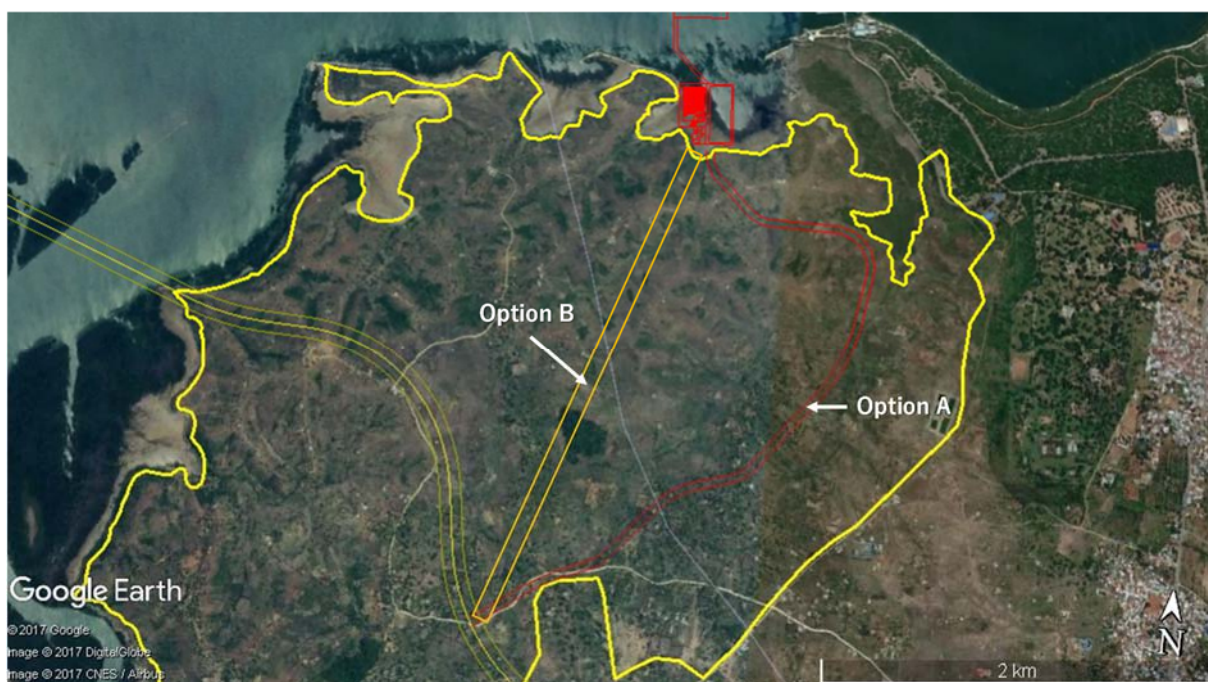 Option B
Option A
Google Earth
© 2017 Google
Image © 2017 DigitalGlobe
Image © 2017 CNES / Airbus
N
2 km